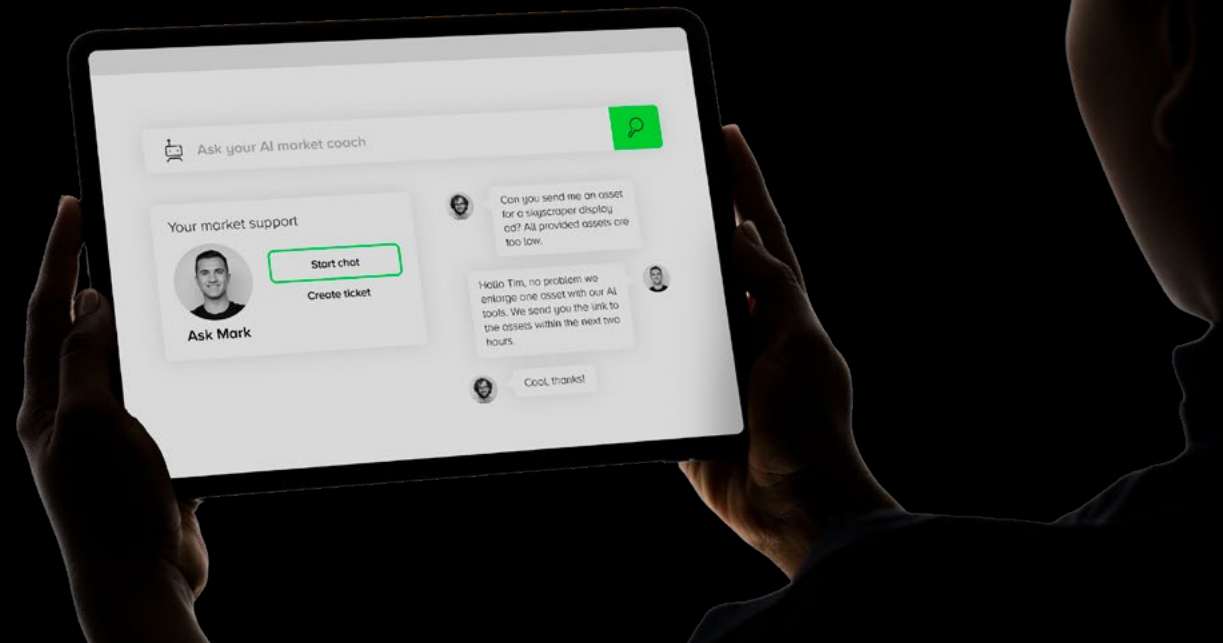 Ask your AI market coach
Your market support
Start chat
Create ticket
Ask Mark
Can you send me an asset
for a skyscraper display
ad? All provided assets are
too low.
Hello Tim, no problem we
enlarge one asset with our AI
tools. We send you the link to
the assets within the next two
hours.
Cool, thanks!